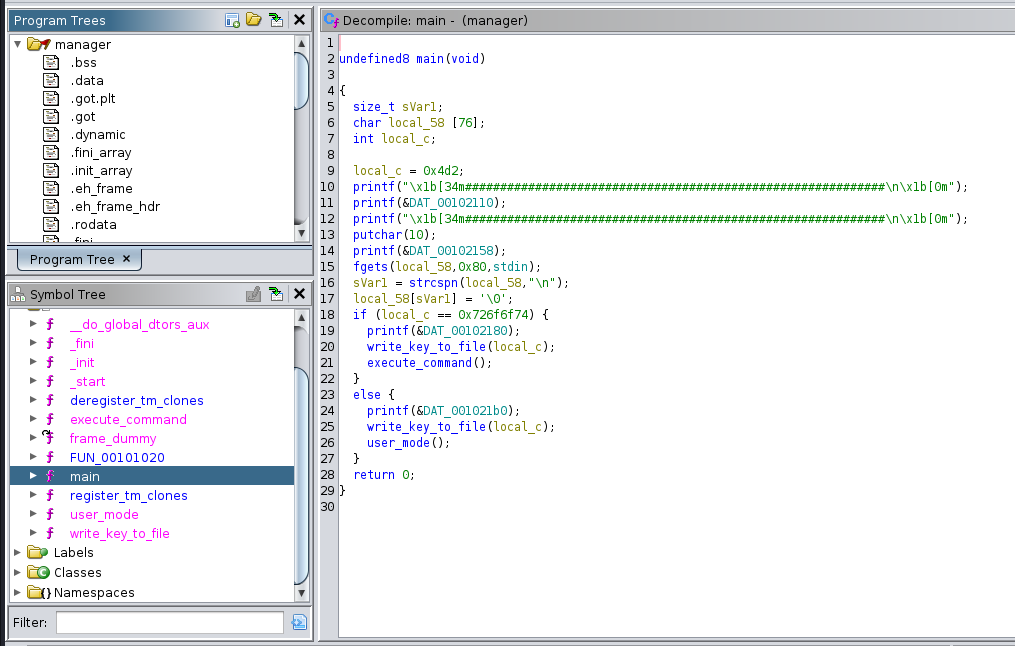 Program Trees
manager
.bss
.data
.got.plt
.got
.dynamic
.fini_array
.init_array
.eh_frame
.eh_frame_hdr
.rodata
.fini
Program Tree ×
Symbol Tree
f __do_global_dtors_aux
f _fini
f _init
f _start
f deregister_tm_clones
f execute_command
f frame_dummy
f FUN_00101020
f main
f register_tm_clones
f user_mode
f write_key_to_file
Labels
Classes
Namespaces
Filter:
Decompile: main - (manager)
1
2 undefined8 main(void)
3
4 {
5 size_t sVar1;
6 char local_58 [76];
7 int local_c;
8
9 local_c = 0x4d2;
10 printf("\x1b[34m############################################################\n\x1b[0m");
11 printf(&DAT_00102110);
12 printf("\x1b[34m############################################################\n\x1b[0m");
13 putchar(10);
14 printf(&DAT_00102158);
15 fgets(local_58,0x80,stdin);
16 sVar1 = strcspn(local_58,"\n");
17 local_58[sVar1] = '\0';
18 if (local_c == 0x726f6f74) {
19 printf(&DAT_00102180);
20 write_key_to_file(local_c);
21 execute_command();
22 }
23 else {
24 printf(&DAT_001021b0);
25 write_key_to_file(local_c);
26 user_mode();
27 }
28 return 0;
29 }
30